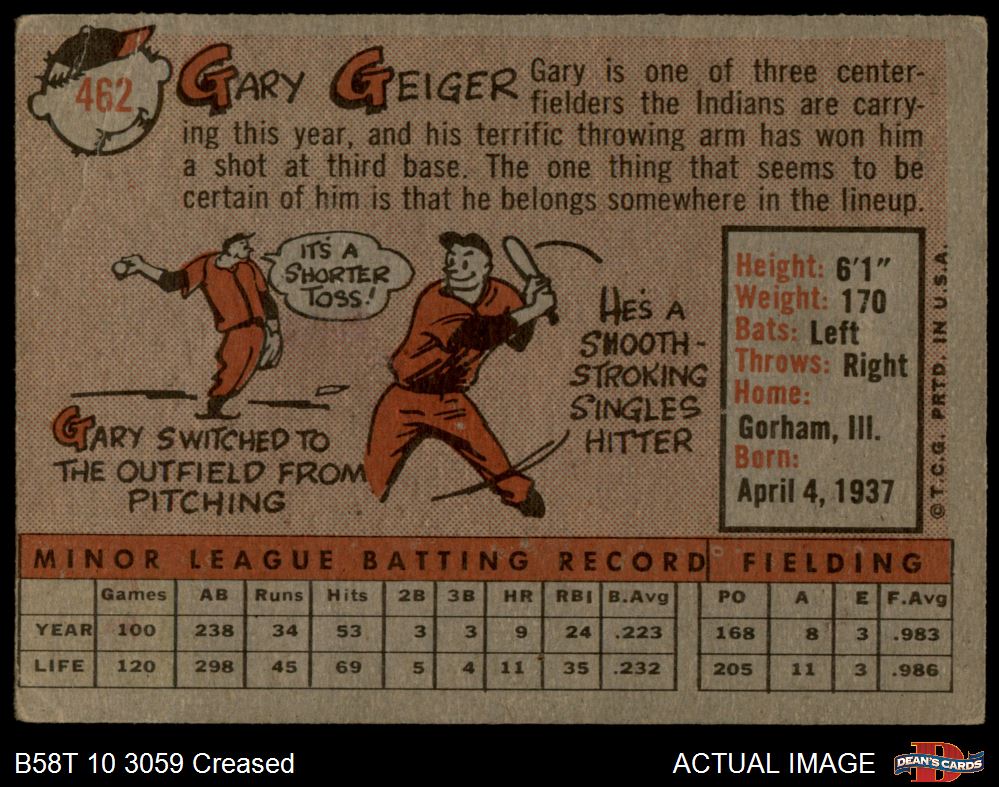 462
GARY GEIGER
Gary is one of three center-
fielders the Indians are carry-
ing this year, and his terrific throwing arm has won him
a shot at third base. The one thing that seems to be
certain of him is that he belongs somewhere in the lineup.
IT'S A
SHORTER
TOSS!
GARY SWITCHED TO
THE OUTFIELD FROM
PITCHING
HE'S A
SMOOTH-
STROKING
SINGLES
HITTER
Height: 6'1"
Weight: 170
Bats: Left
Throws: Right
Home:
Gorham, Ill.
Born:
April 4, 1937
© T.C.G. PRTD. IN U.S.A.
MINOR LEAGUE BATTING RECORD FIELDING
Games AB Runs Hits 2B 3B HR RBI B.Avg PO A E F.Avg
YEAR 100 238 34 53 3 3 9 24 .223 168 8 3 .983
LIFE 120 298 45 69 5 4 11 35 .232 205 11 3 .986
B58T 10 3059 Creased
ACTUAL IMAGE
DEAN'S CARDS